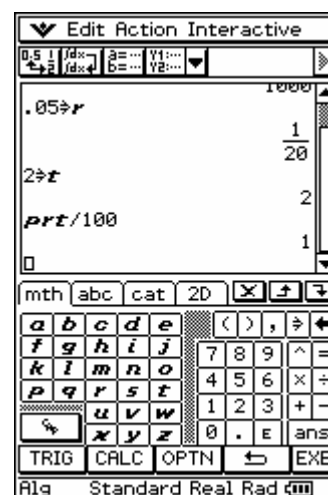 Edit Action Interactive
1000
.05⇒r
1/20
2⇒t
2
prt/100
1
mth abc cat 2D
a b c d e ( ) , ⇒
f g h i j 7 8 9 ^ =
k l m n o 4 5 6 × ÷
p q r s t 1 2 3 + −
u v w 0 . E ans
x y z
TRIG CALC OPTN EXE
Alg Standard Real Rad